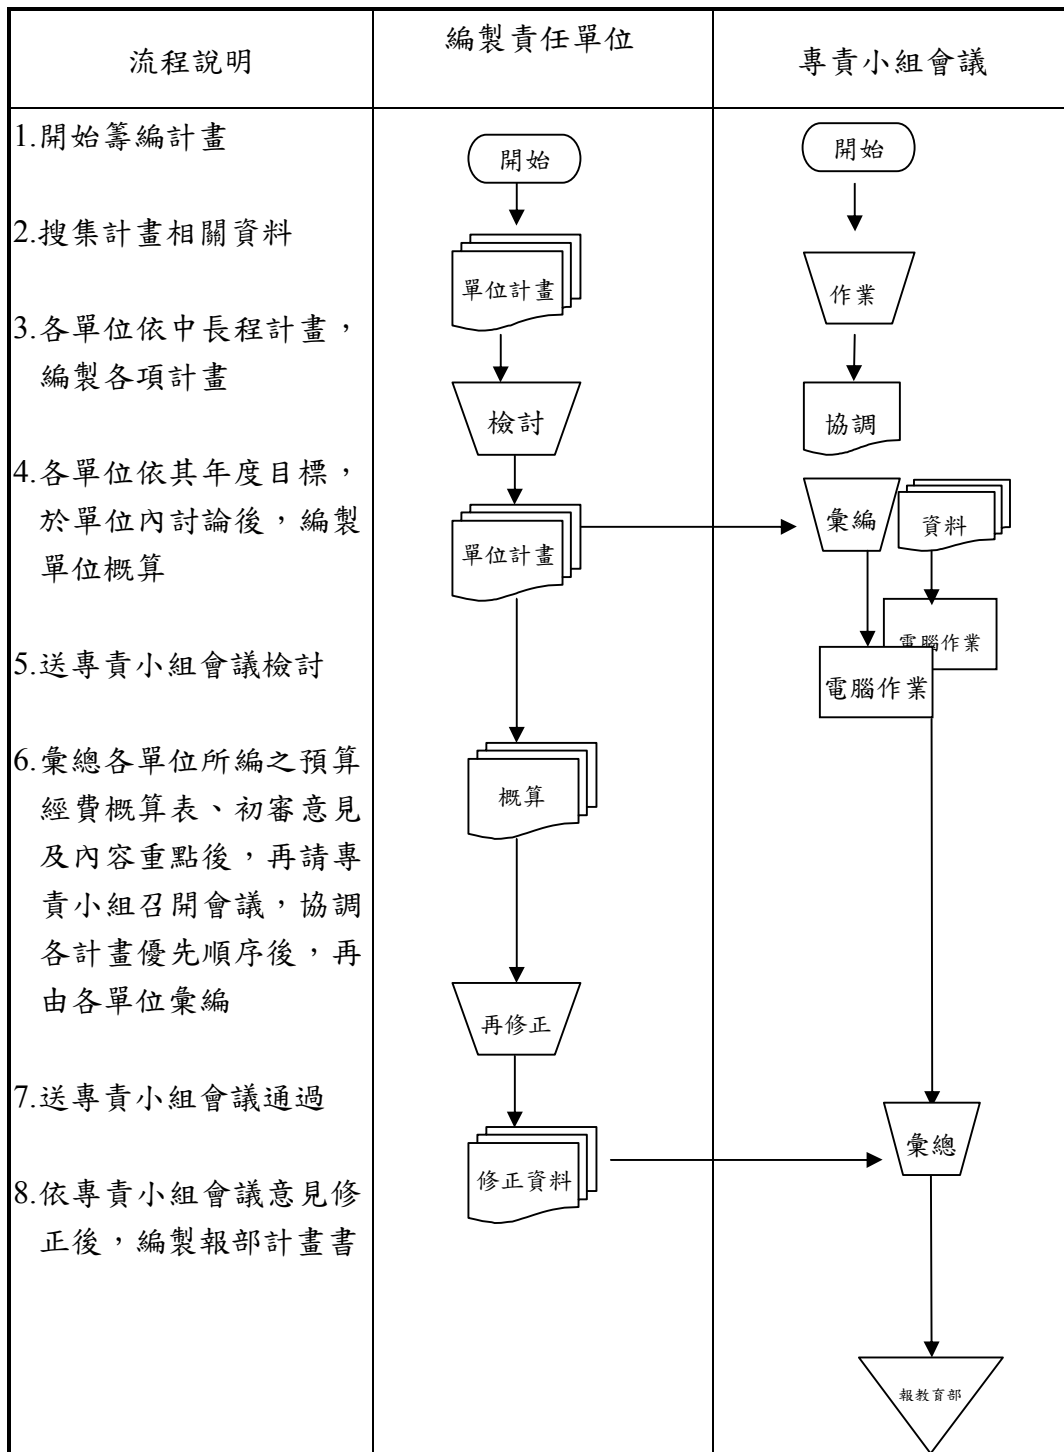 流程說明
編製責任單位
專責小組會議
1.開始籌編計畫
2.搜集計畫相關資料
3.各單位依中長程計畫，
編製各項計畫
4.各單位依其年度目標，
於單位內討論後，編製
單位概算
5.送專責小組會議檢討
6.彙總各單位所編之預算
經費概算表、初審意見
及內容重點後，再請專
責小組召開會議，協調
各計畫優先順序後，再
由各單位彙編
7.送專責小組會議通過
8.依專責小組會議意見修
正後，編製報部計畫書
開始
單位計畫
檢討
單位計畫
概算
再修正
修正資料
開始
作業
協調
彙編
資料
電腦作業
電腦作業
彙總
報教育部